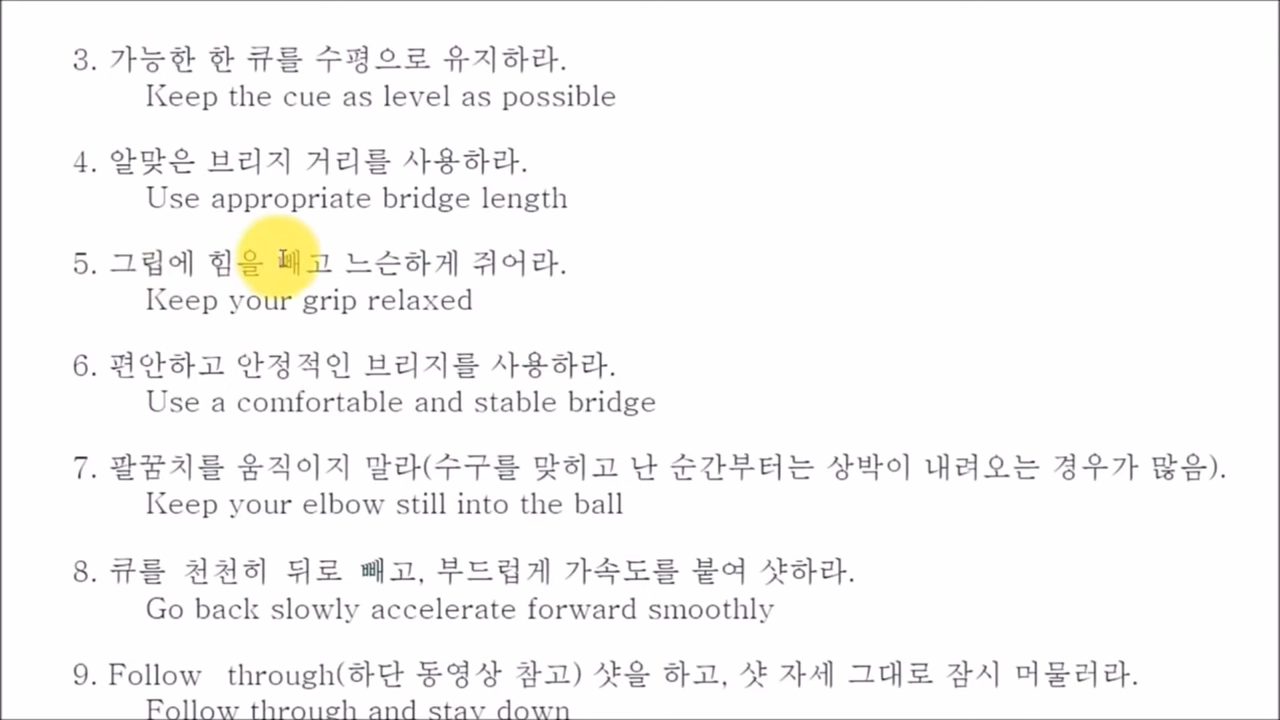 3. 가능한 한 큐를 수평으로 유지하라.
Keep the cue as level as possible
4. 알맞은 브리지 거리를 사용하라.
Use appropriate bridge length
5. 그립에 힘을 빼고 느슨하게 쥐어라.
Keep your grip relaxed
6. 편안하고 안정적인 브리지를 사용하라.
Use a comfortable and stable bridge
7. 팔꿈치를 움직이지 말라(수구를 맞히고 난 순간부터는 상박이 내려오는 경우가 많음).
Keep your elbow still into the ball
8. 큐를 천천히 뒤로 빼고, 부드럽게 가속도를 붙여 샷하라.
Go back slowly accelerate forward smoothly
9. Follow through(하단 동영상 참고) 샷을 하고, 샷 자세 그대로 잠시 머물러라.
Follow through and stay down